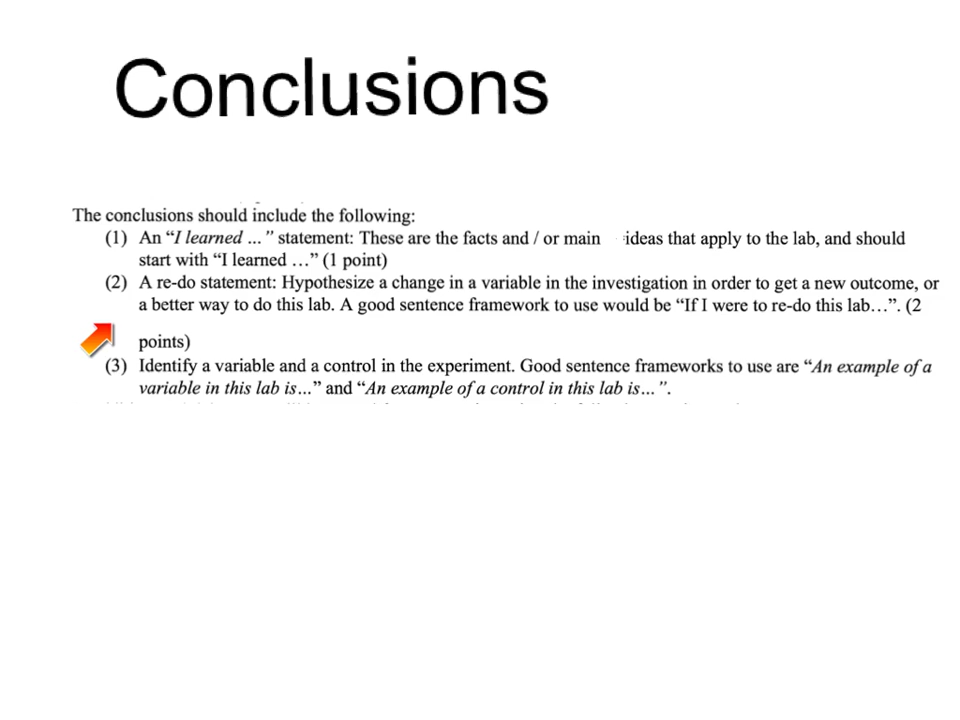 Conclusions
The conclusions should include the following:
(1) An “I learned ...” statement: These are the facts and / or main ideas that apply to the lab, and should
start with “I learned …” (1 point)
(2) A re-do statement: Hypothesize a change in a variable in the investigation in order to get a new outcome, or
a better way to do this lab. A good sentence framework to use would be “If I were to re-do this lab…”. (2
points)
(3) Identify a variable and a control in the experiment. Good sentence frameworks to use are “An example of a
variable in this lab is…” and “An example of a control in this lab is…”.